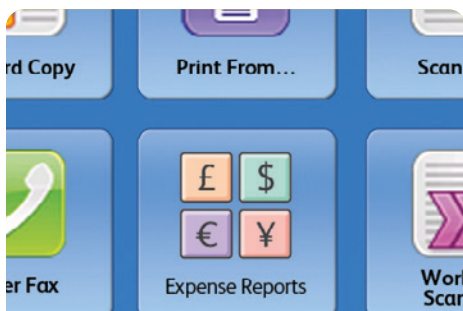 rd Copy
Print From...
Scan
£ $
€ ¥
er Fax
Expense Reports
Work
Scan